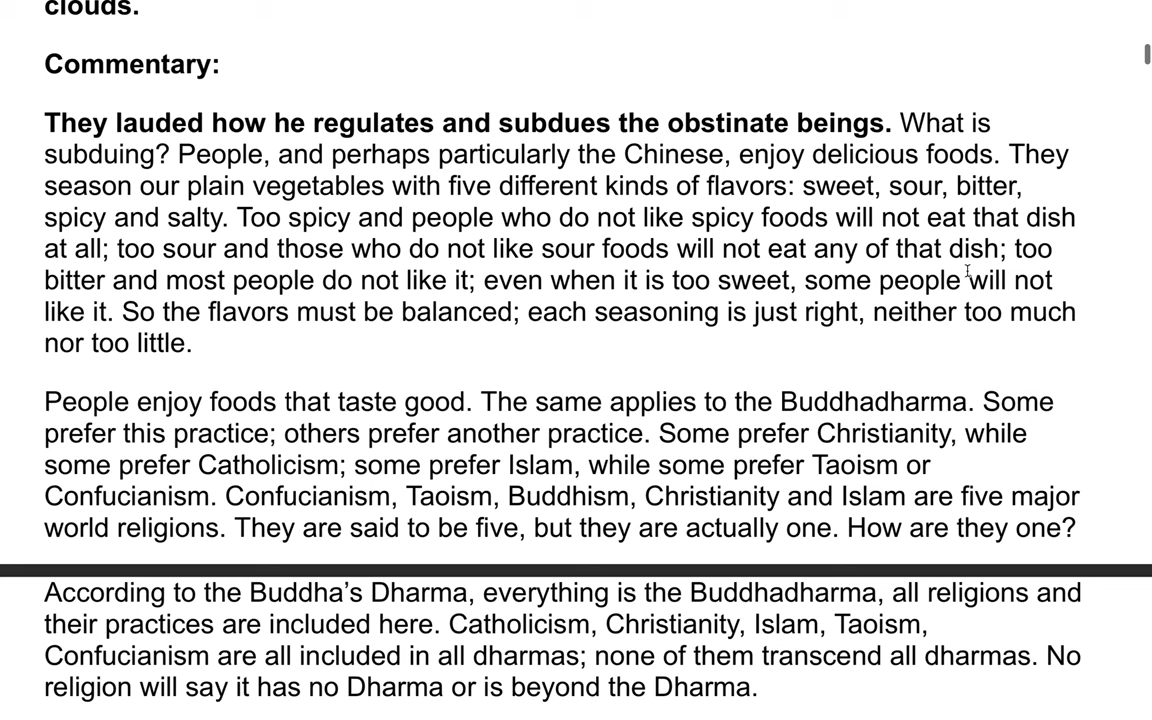 clouds.
Commentary:
They lauded how he regulates and subdues the obstinate beings. What is
subduing? People, and perhaps particularly the Chinese, enjoy delicious foods. They
season our plain vegetables with five different kinds of flavors: sweet, sour, bitter,
spicy and salty. Too spicy and people who do not like spicy foods will not eat that dish
at all; too sour and those who do not like sour foods will not eat any of that dish; too
bitter and most people do not like it; even when it is too sweet, some people will not
like it. So the flavors must be balanced; each seasoning is just right, neither too much
nor too little.
People enjoy foods that taste good. The same applies to the Buddhadharma. Some
prefer this practice; others prefer another practice. Some prefer Christianity, while
some prefer Catholicism; some prefer Islam, while some prefer Taoism or
Confucianism. Confucianism, Taoism, Buddhism, Christianity and Islam are five major
world religions. They are said to be five, but they are actually one. How are they one?
According to the Buddha’s Dharma, everything is the Buddhadharma, all religions and
their practices are included here. Catholicism, Christianity, Islam, Taoism,
Confucianism are all included in all dharmas; none of them transcend all dharmas. No
religion will say it has no Dharma or is beyond the Dharma.